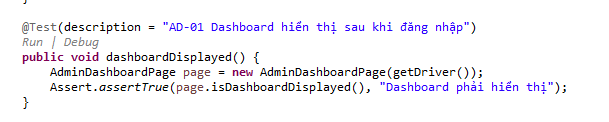 @Test(description = "AD-01 Dashboard hiển thị sau khi đăng nhập")
Run | Debug
public void dashboardDisplayed() {
AdminDashboardPage page = new AdminDashboardPage(getDriver());
Assert.assertTrue(page.isDashboardDisplayed(), "Dashboard phải hiển thị");
}